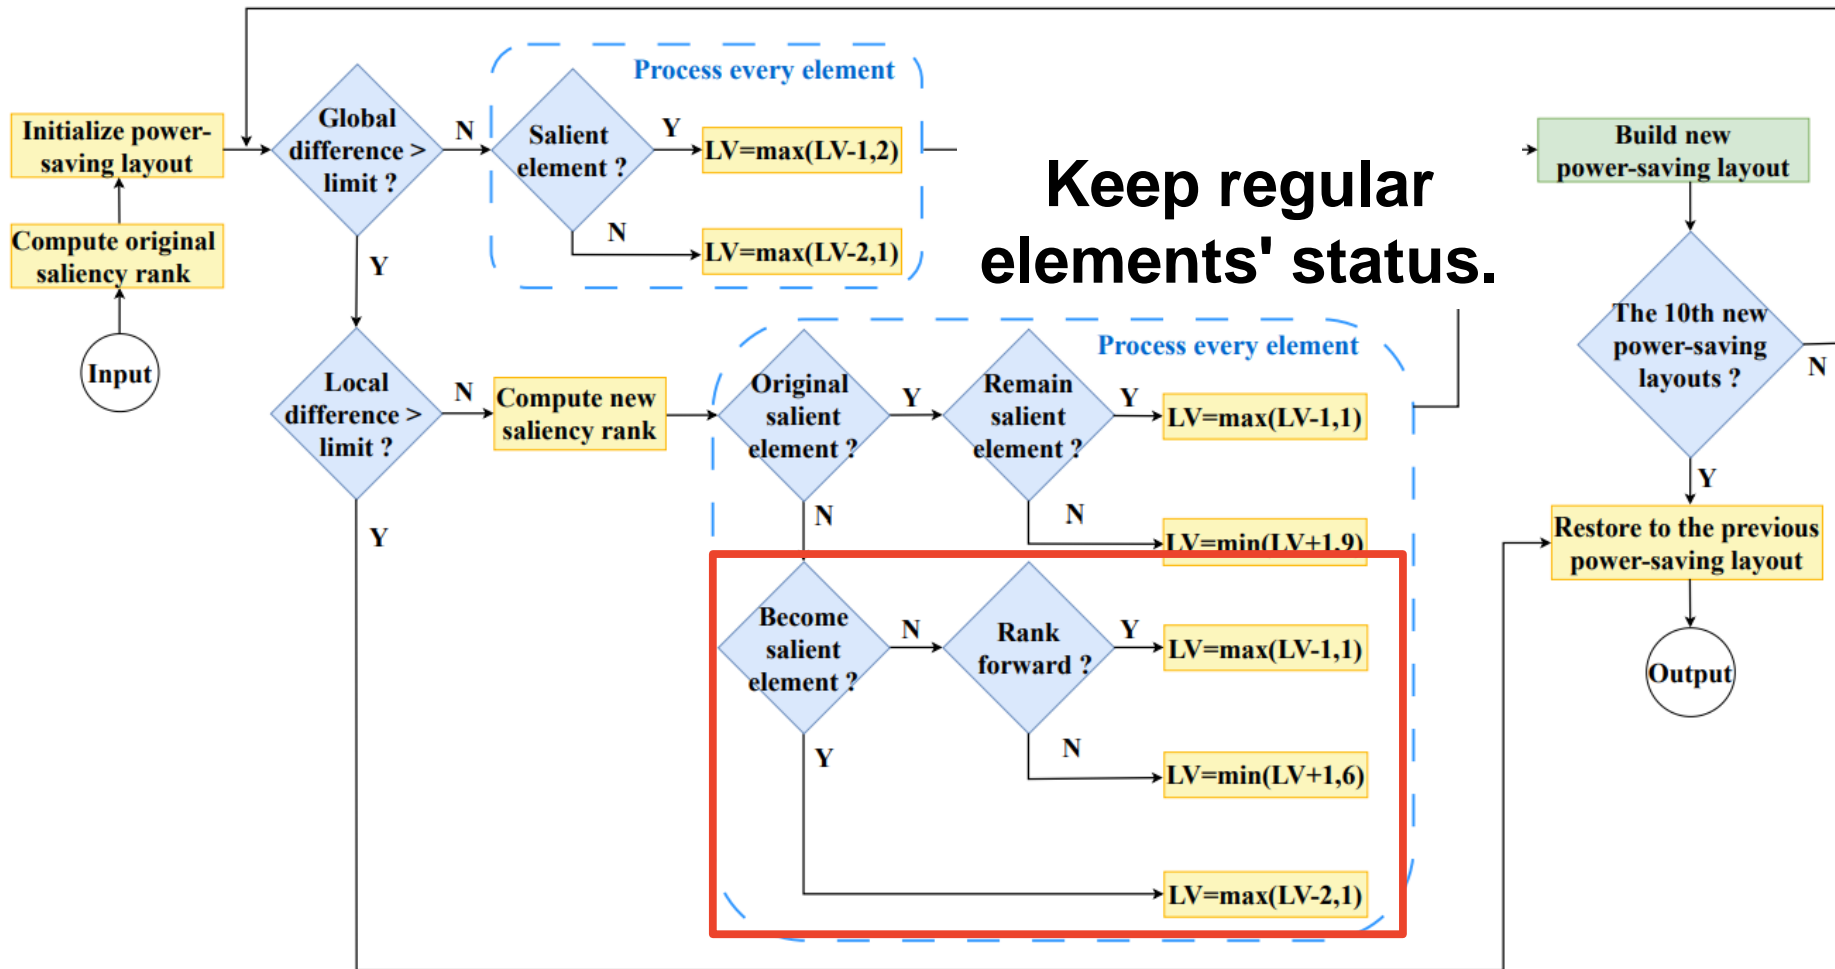 Process every element
Initialize power-
saving layout
Global
difference >
limit ?
N
Salient
element ?
Y
LV=max(LV-1,2)
N
LV=max(LV-2,1)
Keep regular
elements' status.
Build new
power-saving layout
Compute original
saliency rank
Y
Input
Local
difference >
limit ?
N
Compute new
saliency rank
Process every element
Original
salient
element ?
Y
Remain
salient
element ?
Y
LV=max(LV-1,1)
N
LV=min(LV+1,9)
N
Become
salient
element ?
N
Rank
forward ?
Y
LV=max(LV-1,1)
N
LV=min(LV+1,6)
Y
LV=max(LV-2,1)
Y
The 10th new
power-saving
layouts ?
N
Y
Restore to the previous
power-saving layout
Output